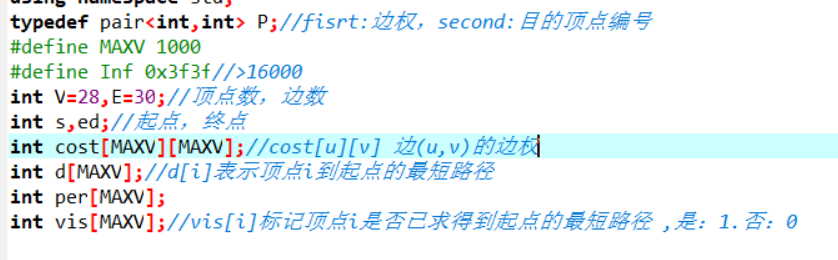 using namespace std;
typedef pair<int,int> P;//fisrt:边权，second:目的顶点编号
#define MAXV 1000
#define Inf 0x3f3f//>16000
int V=28,E=30;//顶点数，边数
int s,ed;//起点，终点
int cost[MAXV][MAXV];//cost[u][v] 边(u,v)的边权
int d[MAXV];//d[i]表示顶点i到起点的最短路径
int per[MAXV];
int vis[MAXV];//vis[i]标记顶点i是否已求得到起点的最短路径 ,是：1.否：0